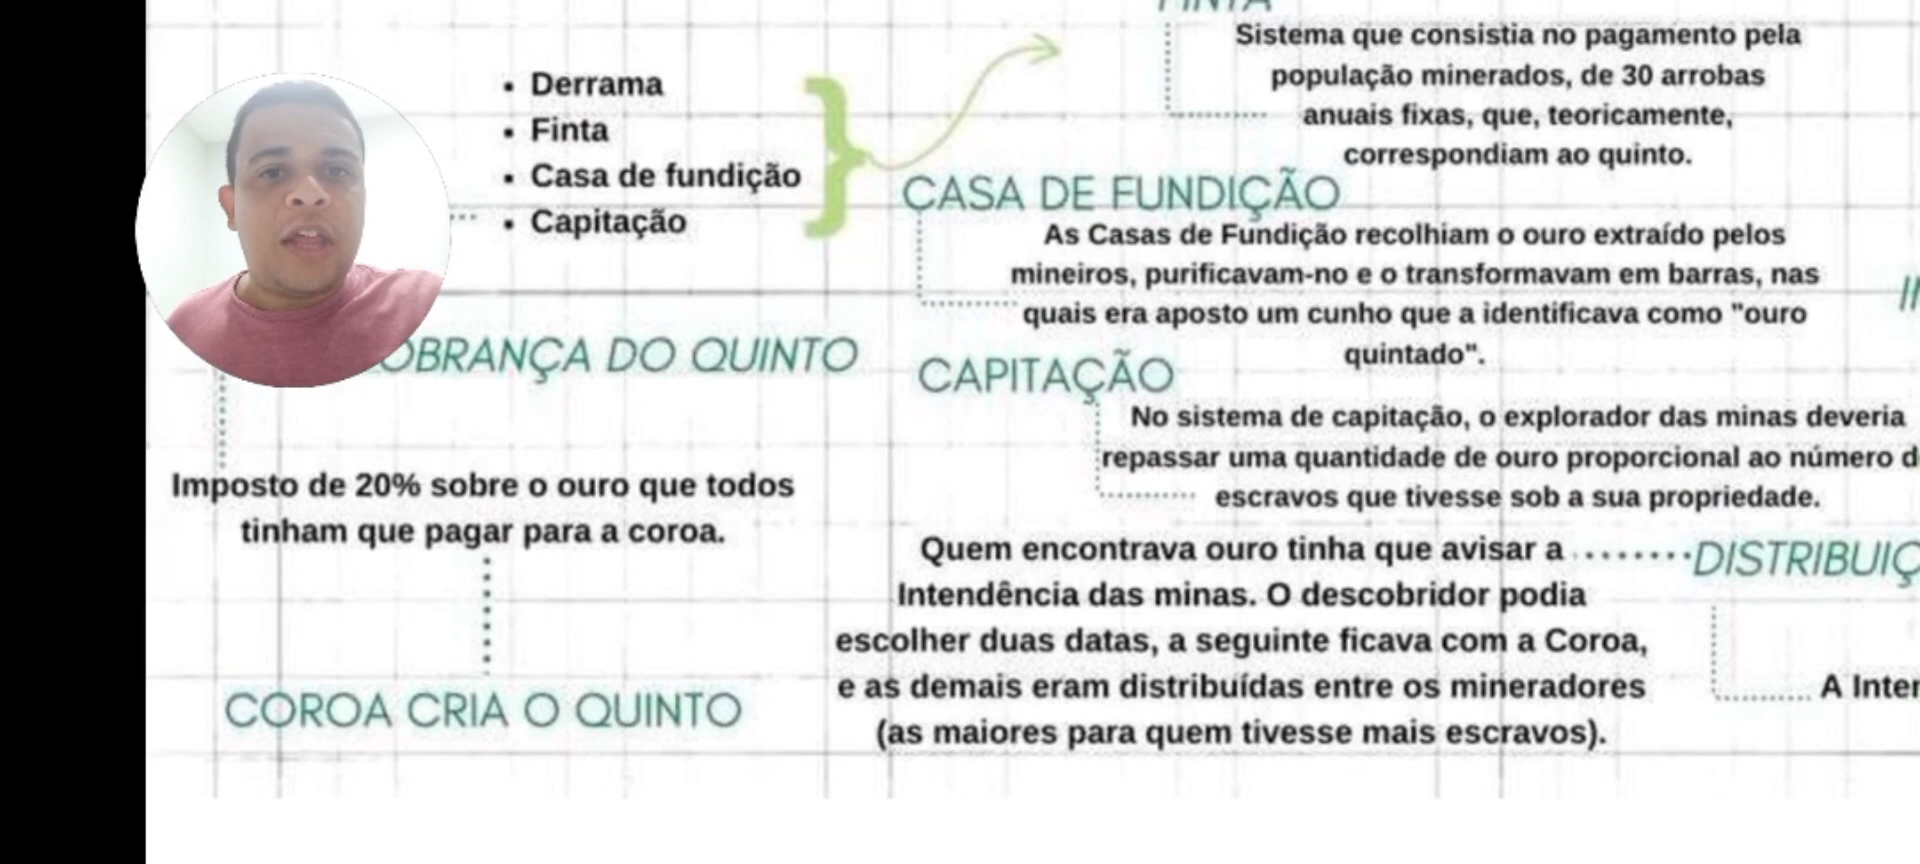 FINTA
Sistema que consistia no pagamento pela
população minerados, de 30 arrobas
anuais fixas, que, teoricamente,
correspondiam ao quinto.
▪ Derrama
▪ Finta
▪ Casa de fundição
▪ Capitação
CASA DE FUNDIÇÃO
As Casas de Fundição recolhiam o ouro extraído pelos
mineiros, purificavam-no e o transformavam em barras, nas
quais era aposto um cunho que a identificava como "ouro
quintado".
OBRANÇA DO QUINTO
CAPITAÇÃO
No sistema de capitação, o explorador das minas deveria
repassar uma quantidade de ouro proporcional ao número d
escravos que tivesse sob a sua propriedade.
Imposto de 20% sobre o ouro que todos
tinham que pagar para a coroa.
COROA CRIA O QUINTO
Quem encontrava ouro tinha que avisar a
Intendência das minas. O descobridor podia
escolher duas datas, a seguinte ficava com a Coroa,
e as demais eram distribuídas entre os mineradores
(as maiores para quem tivesse mais escravos).
DISTRIBUIÇ
A Inter